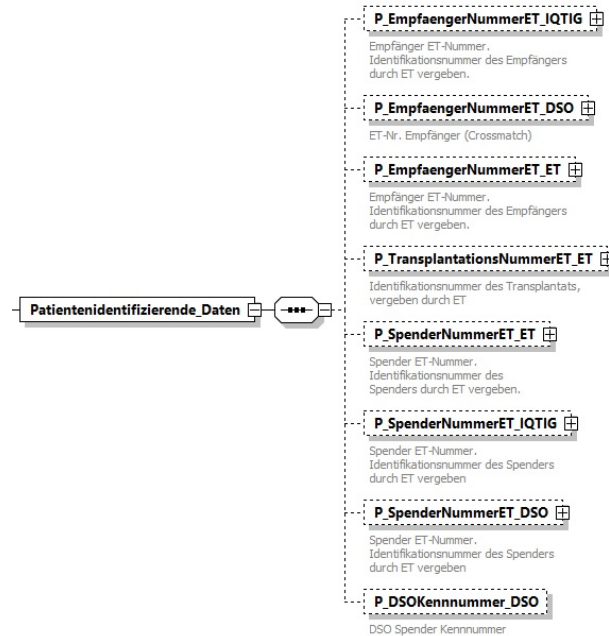 P_EmpfaengerNummerET_IQTIG
Empfänger ET-Nummer.
Identifikationsnummer des Empfängers
durch ET vergeben.
P_EmpfaengerNummerET_DSO
ET-Nr. Empfänger (Crossmatch)
P_EmpfaengerNummerET_ET
Empfänger ET-Nummer.
Identifikationsnummer des Empfängers
durch ET vergeben.
P_TransplantationsNummerET_ET
Identifikationsnummer des Transplantats,
vergeben durch ET
Patientenidentifizierende_Daten
P_SpenderNummerET_ET
Spender ET-Nummer.
Identifikationsnummer des
Spenders durch ET vergeben.
P_SpenderNummerET_IQTIG
Spender ET-Nummer.
Identifikationsnummer des Spenders
durch ET vergeben
P_SpenderNummerET_DSO
Spender ET-Nummer.
Identifikationsnummer des Spenders
durch ET vergeben
P_DSOKennnummer_DSO
DSO Spender Kennnummer